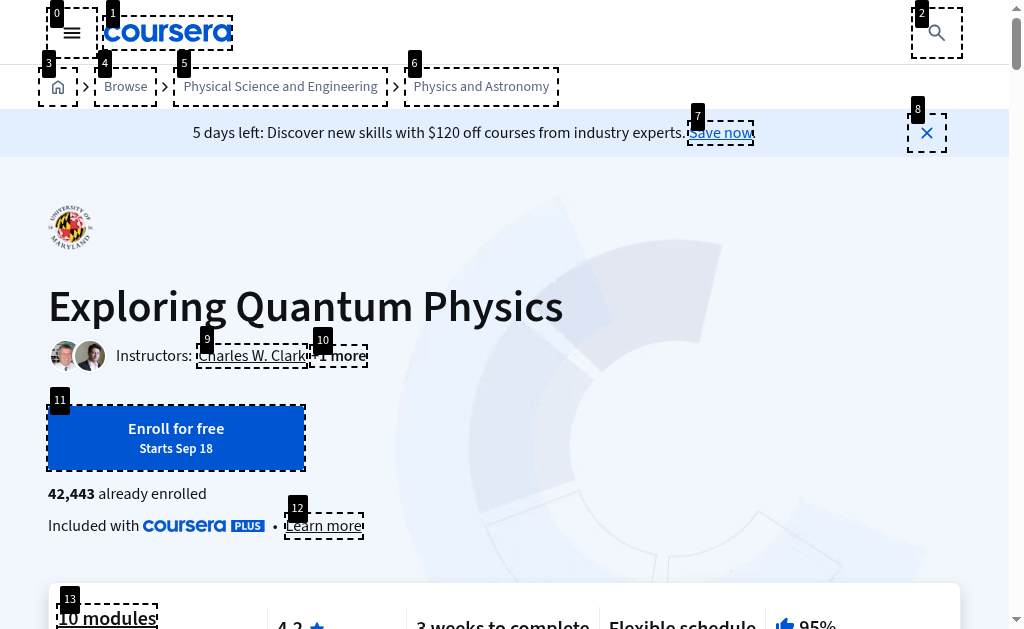 0
1
coursera
2
3
4
Browse
5
Physical Science and Engineering
6
Physics and Astronomy
5 days left: Discover new skills with $120 off courses from industry experts.
7
Save now
8
UNIVERSITY OF MARYLAND
18 56
Exploring Quantum Physics
Instructors:
9
Charles W. Clark
10
+1 more
11
Enroll for free
Starts Sep 18
42,443 already enrolled
Included with coursera PLUS
•
12
Learn more
13
10 modules
4.2
3 weeks to complete
Flexible schedule
95%